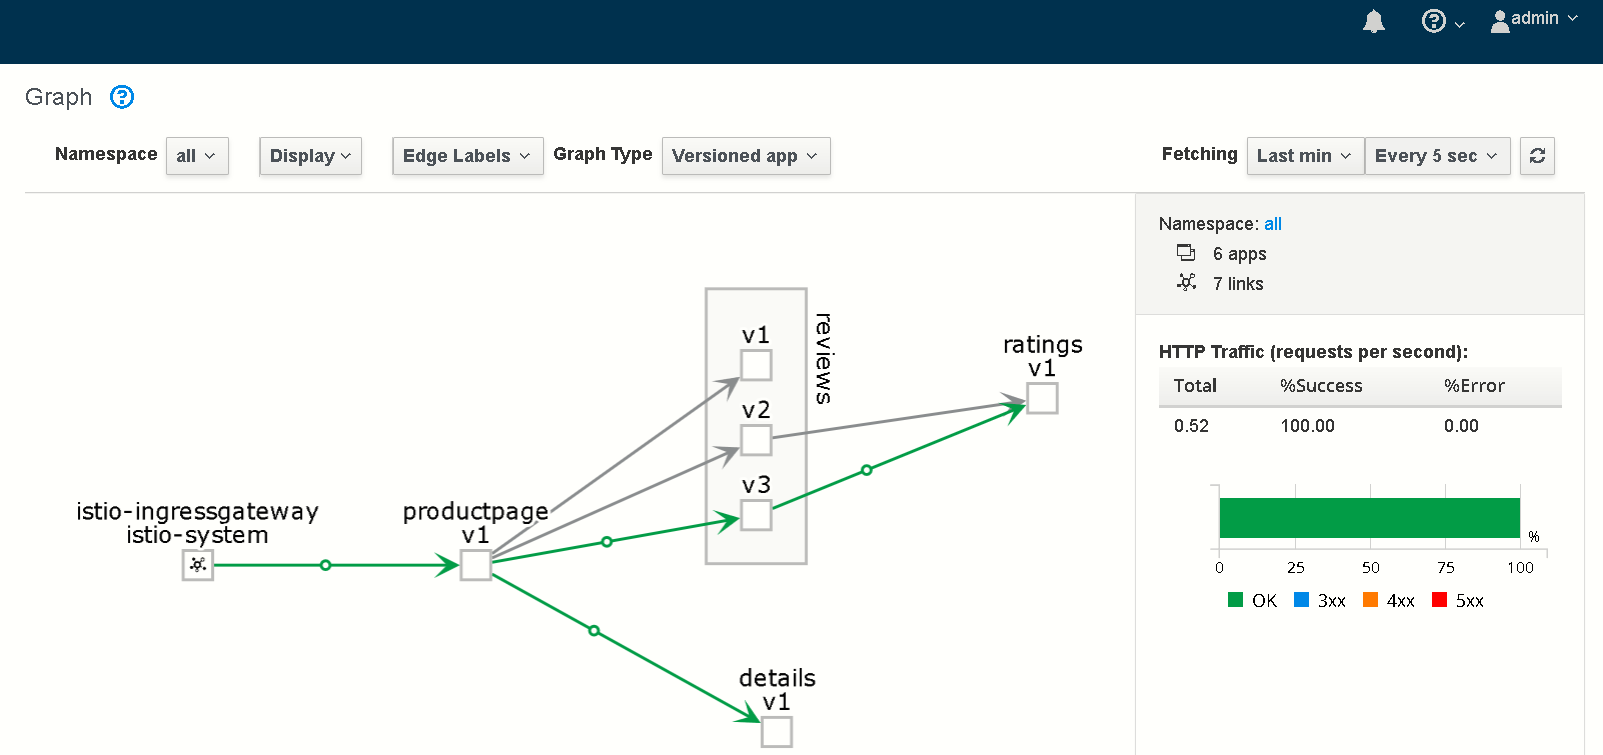 admin
Graph
Namespace all Display Edge Labels Graph Type Versioned app Fetching Last min Every 5 sec
Namespace: all
6 apps
7 links
HTTP Traffic (requests per second):
Total %Success %Error
0.52 100.00 0.00
%
0 25 50 75 100
OK 3xx 4xx 5xx
v1
v2
v3
reviews
ratings
v1
istio-ingressgateway
istio-system
productpage
v1
details
v1